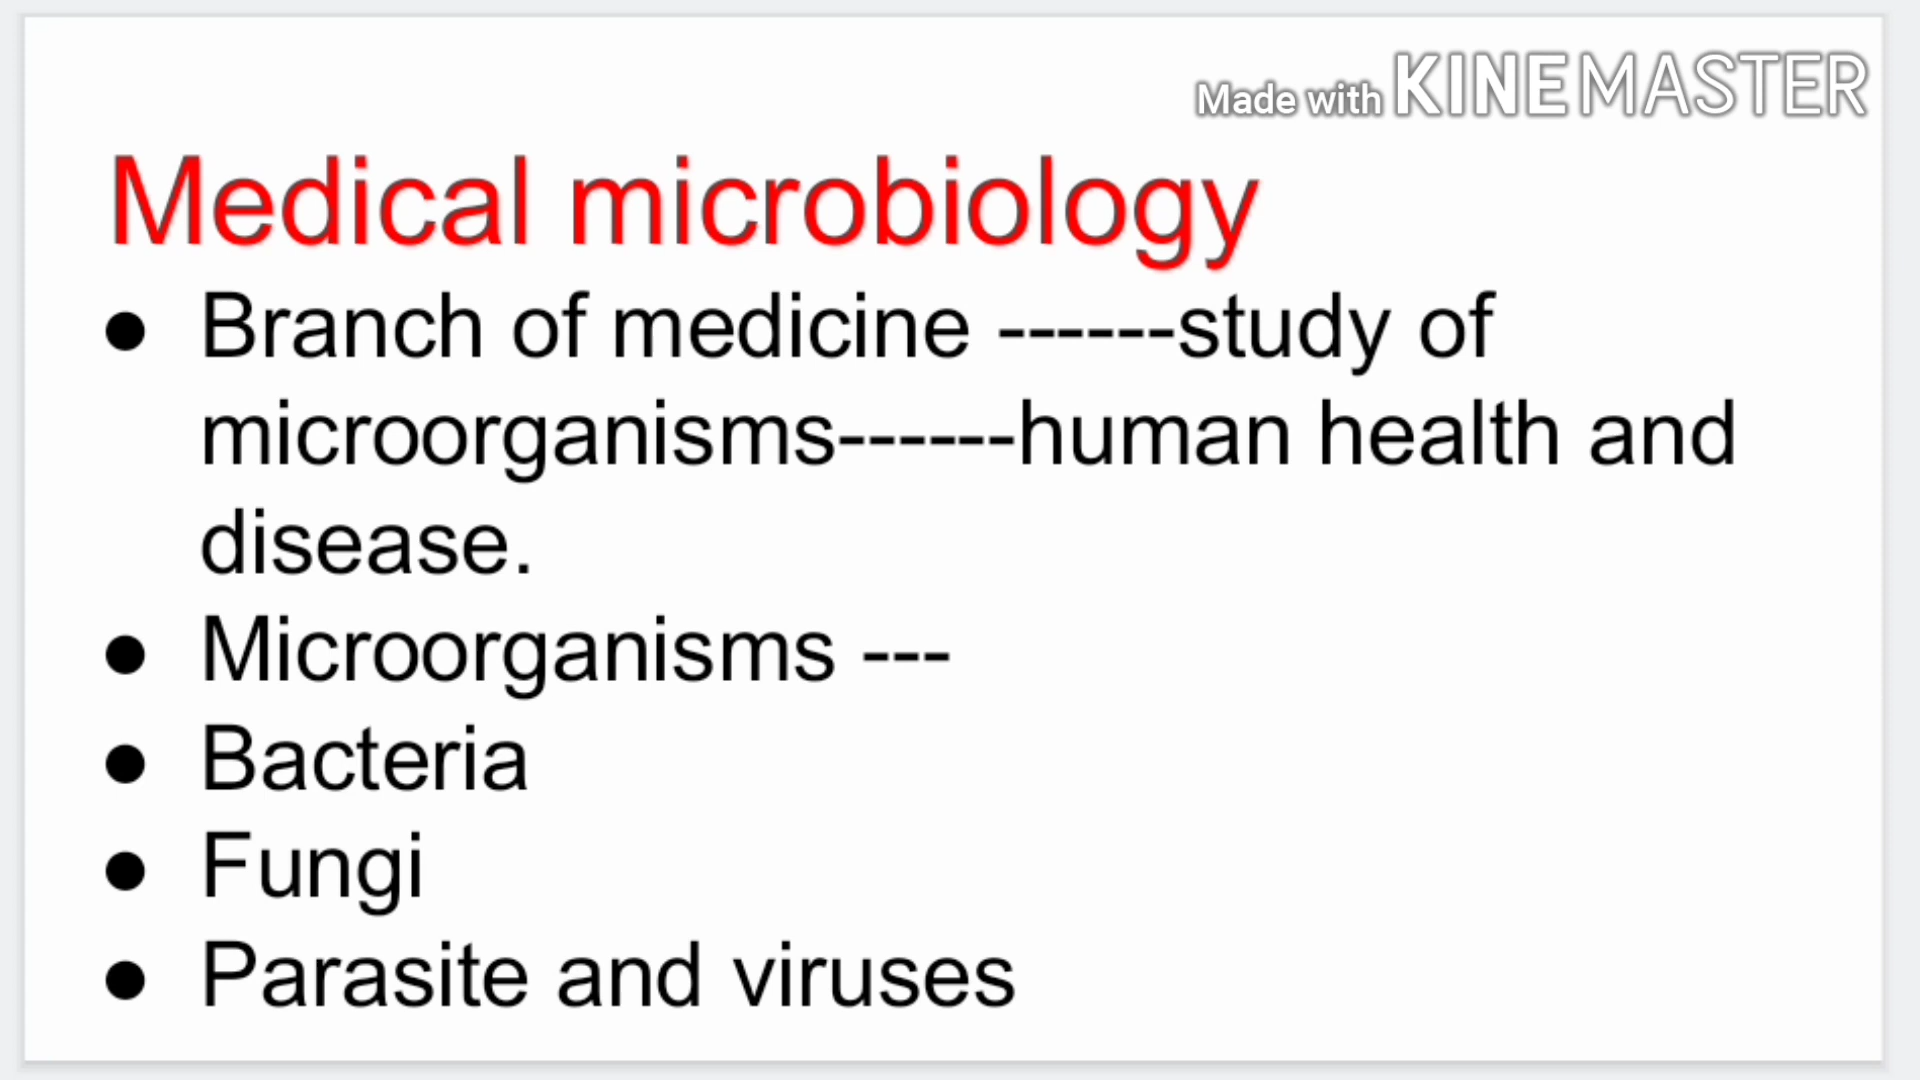 Made with KINEMASTER
Medical microbiology
● Branch of medicine ------study of
microorganisms------human health and
disease.
● Microorganisms ---
● Bacteria
● Fungi
● Parasite and viruses